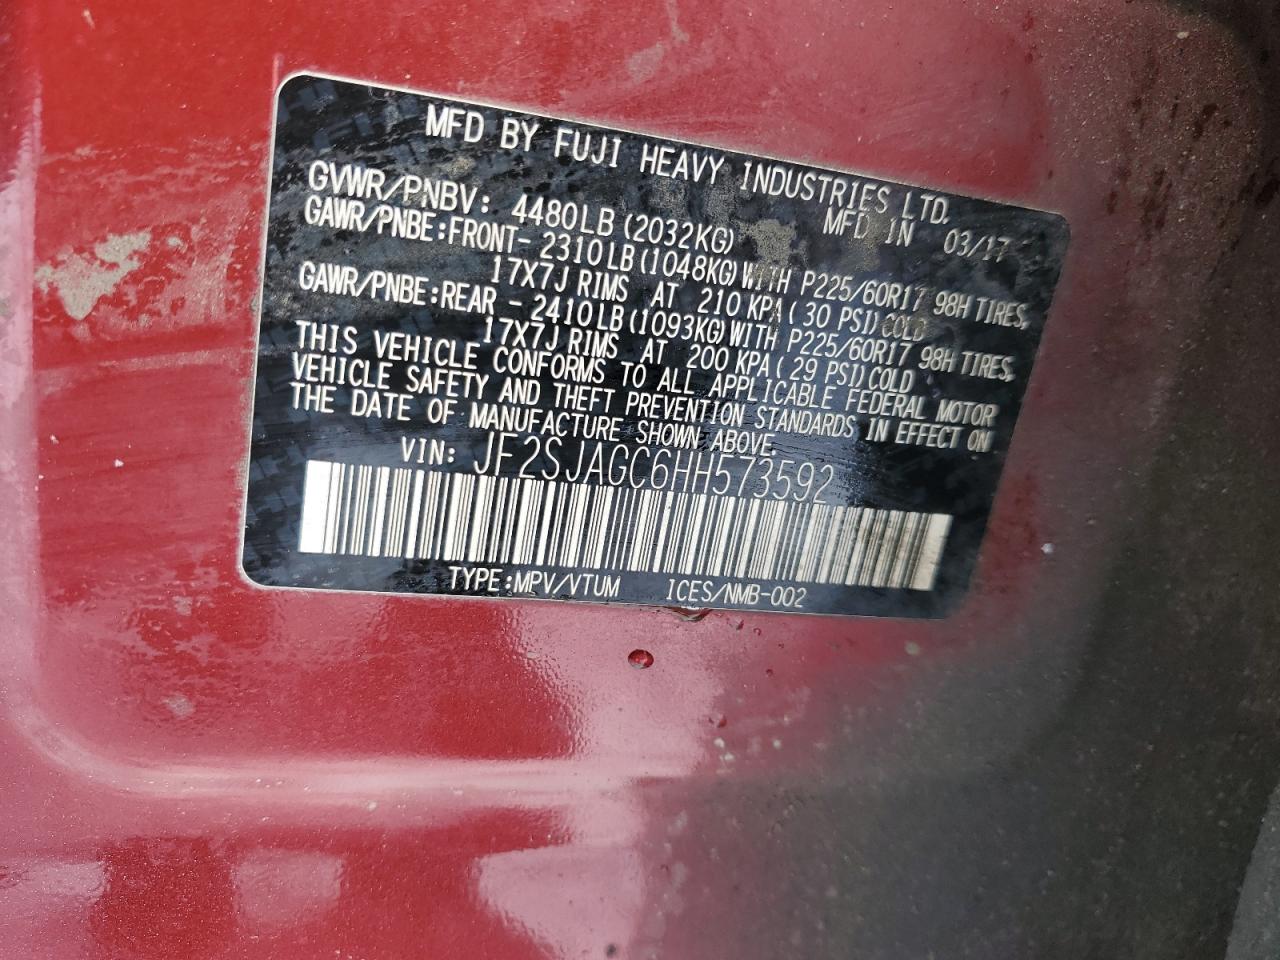 MFD BY FUJI HEAVY INDUSTRIES LTD.
MFD IN 03/17
GVWR/PNBV: 4480LB (2032KG)
GAWR/PNBE:FRONT- 2310LB (1048KG) WITH P225/60R17 98H TIRES,
17X7J RIMS AT 210 KPA (30 PSI) COLD
GAWR/PNBE:REAR - 2410LB (1093KG) WITH P225/60R17 98H TIRES,
17X7J RIMS AT 200 KPA (29 PSI) COLD
THIS VEHICLE CONFORMS TO ALL APPLICABLE FEDERAL MOTOR
VEHICLE SAFETY AND THEFT PREVENTION STANDARDS IN EFFECT ON
THE DATE OF MANUFACTURE SHOWN ABOVE.
VIN: JF2SJAGC6HH573592
TYPE:MPV/VTUM ICES/NMB-002